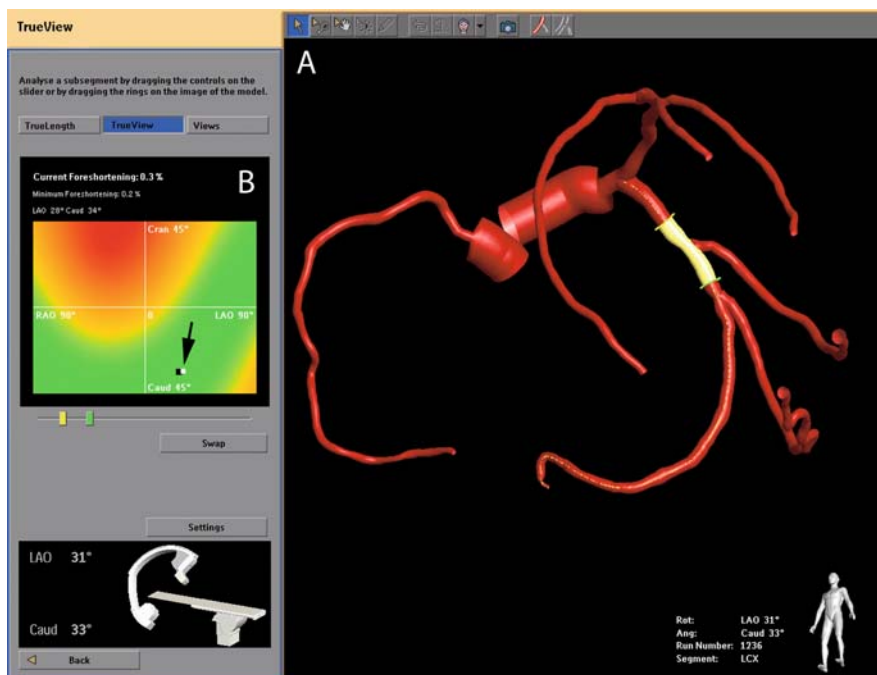 TrueView
Analyse a subsegment by dragging the controls on the
slider or by dragging the rings on the image of the model.
TrueLength
TrueView
Views
Current Foreshortening: 0.3 %
Minimum Foreshortening: 0.2 %
LAO 28° Caud 34°
B
Cran 45°
RAO 90°
0
LAO 90°
Caud 45°
Swap
Settings
LAO 31°
Caud 33°
Back
A
Rot: LAO 31°
Ang: Caud 33°
Run Number: 1236
Segment: LCX